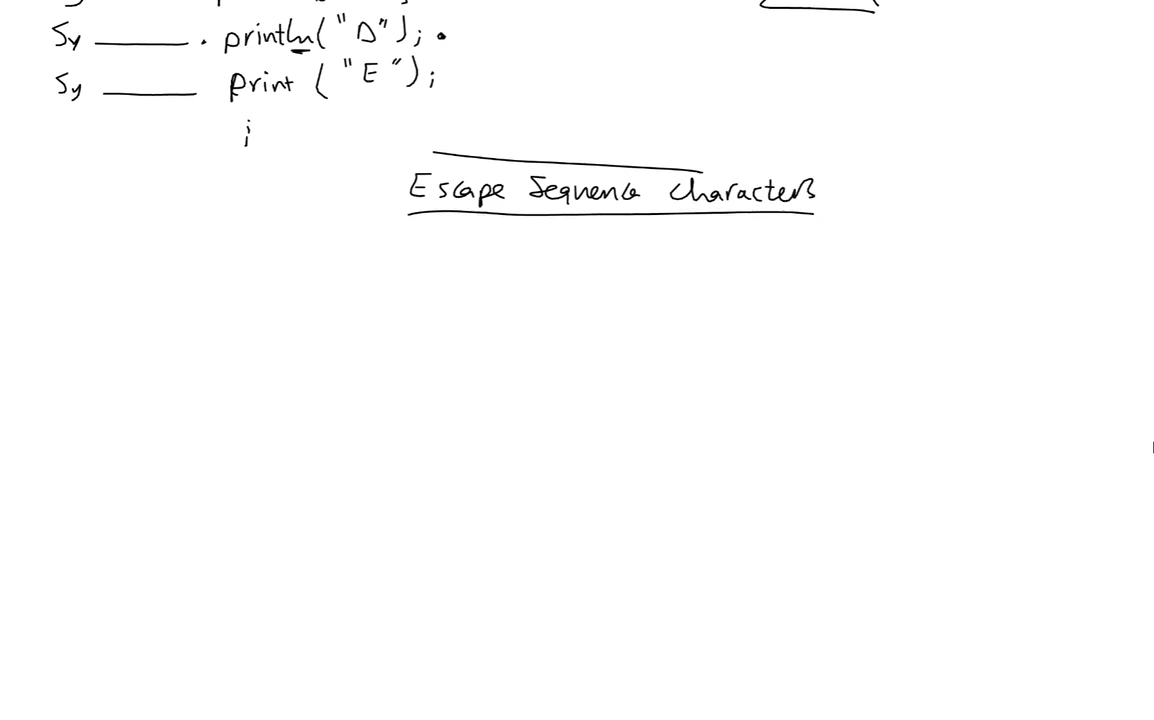 Sy ______ . println("D");
Sy ______ print ("E");
;
Escape Sequence characters